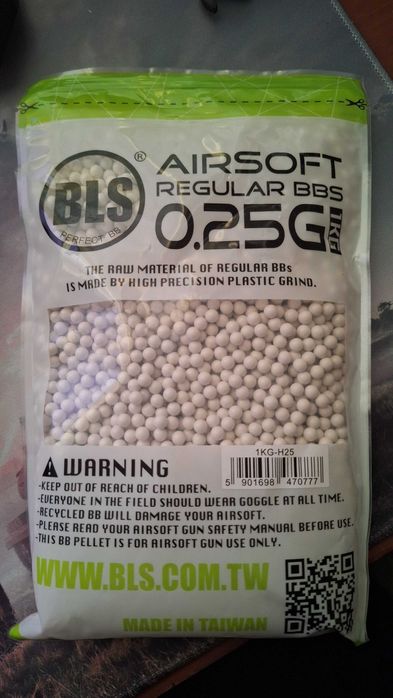 BLS
®
PERFECT BB
AIRSOFT
REGULAR BBS
0.25G 1KG
THE RAW MATERIAL OF REGULAR BBs
IS MADE BY HIGH PRECISION PLASTIC GRIND.
1KG-H25
5 901698 470777
WARNING
-KEEP OUT OF REACH OF CHILDREN.
-EVERYONE IN THE FIELD SHOULD WEAR GOGGLE AT ALL TIME.
-RECYCLED BB WILL DAMAGE YOUR AIRSOFT.
-PLEASE READ YOUR AIRSOFT GUN SAFETY MANUAL BEFORE USE.
-THIS BB PELLET IS FOR AIRSOFT GUN USE ONLY.
WWW.BLS.COM.TW
MADE IN TAIWAN